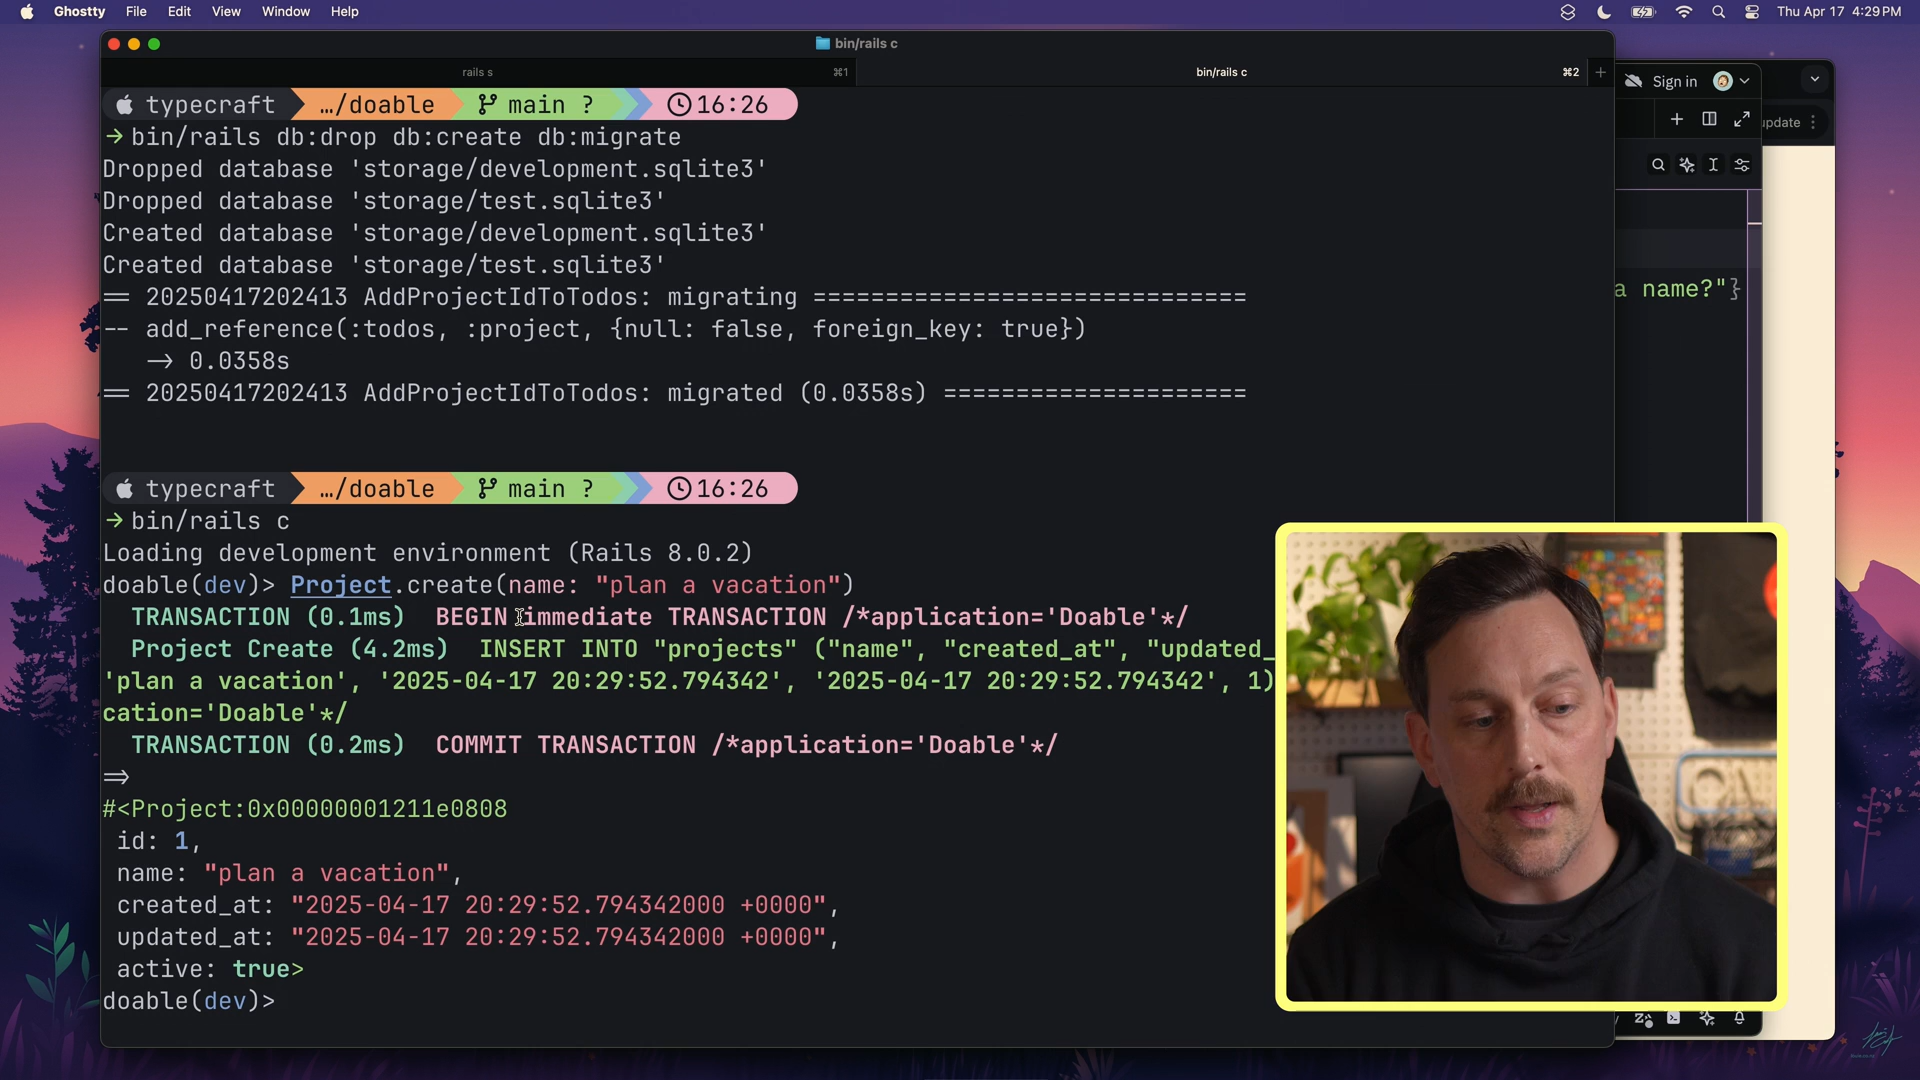 Ghostty File Edit View Window Help
Thu Apr 17 4:29 PM
bin/rails c
rails s ⌘1
bin/rails c ⌘2
Sign in
update
typecraft …/doable main ? 16:26
→ bin/rails db:drop db:create db:migrate
Dropped database 'storage/development.sqlite3'
Dropped database 'storage/test.sqlite3'
Created database 'storage/development.sqlite3'
Created database 'storage/test.sqlite3'
== 20250417202413 AddProjectIdToTodos: migrating ==============================
-- add_reference(:todos, :project, {null: false, foreign_key: true})
-> 0.0358s
== 20250417202413 AddProjectIdToTodos: migrated (0.0358s) =====================
a name?"}
typecraft …/doable main ? 16:26
→ bin/rails c
Loading development environment (Rails 8.0.2)
doable(dev)> Project.create(name: "plan a vacation")
TRANSACTION (0.1ms) BEGIN immediate TRANSACTION /*application='Doable'*/
Project Create (4.2ms) INSERT INTO "projects" ("name", "created_at", "updated_
'plan a vacation', '2025-04-17 20:29:52.794342', '2025-04-17 20:29:52.794342', 1)
cation='Doable'*/
TRANSACTION (0.2ms) COMMIT TRANSACTION /*application='Doable'*/
=>
#<Project:0x00000001211e0808
id: 1,
name: "plan a vacation",
created_at: "2025-04-17 20:29:52.794342000 +0000",
updated_at: "2025-04-17 20:29:52.794342000 +0000",
active: true>
doable(dev)>